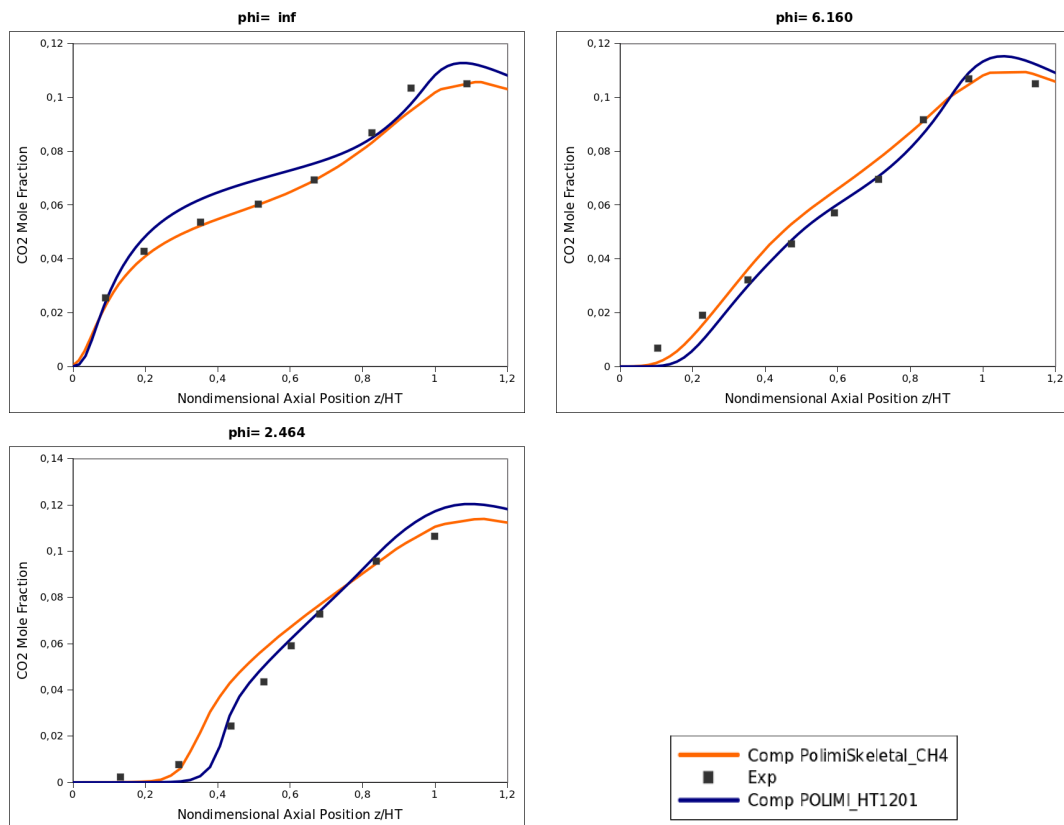 phi= inf
0,12
0,1
0,08
0,06
0,04
0,02
0
CO2 Mole Fraction
0 0,2 0,4 0,6 0,8 1 1,2
Nondimensional Axial Position z/HT
phi= 6.160
0,12
0,1
0,08
0,06
0,04
0,02
0
CO2 Mole Fraction
0 0,2 0,4 0,6 0,8 1 1,2
Nondimensional Axial Position z/HT
phi= 2.464
0,14
0,12
0,1
0,08
0,06
0,04
0,02
0
CO2 Mole Fraction
0 0,2 0,4 0,6 0,8 1 1,2
Nondimensional Axial Position z/HT
Comp PolimiSkeletal_CH4
Exp
Comp POLIMI_HT1201